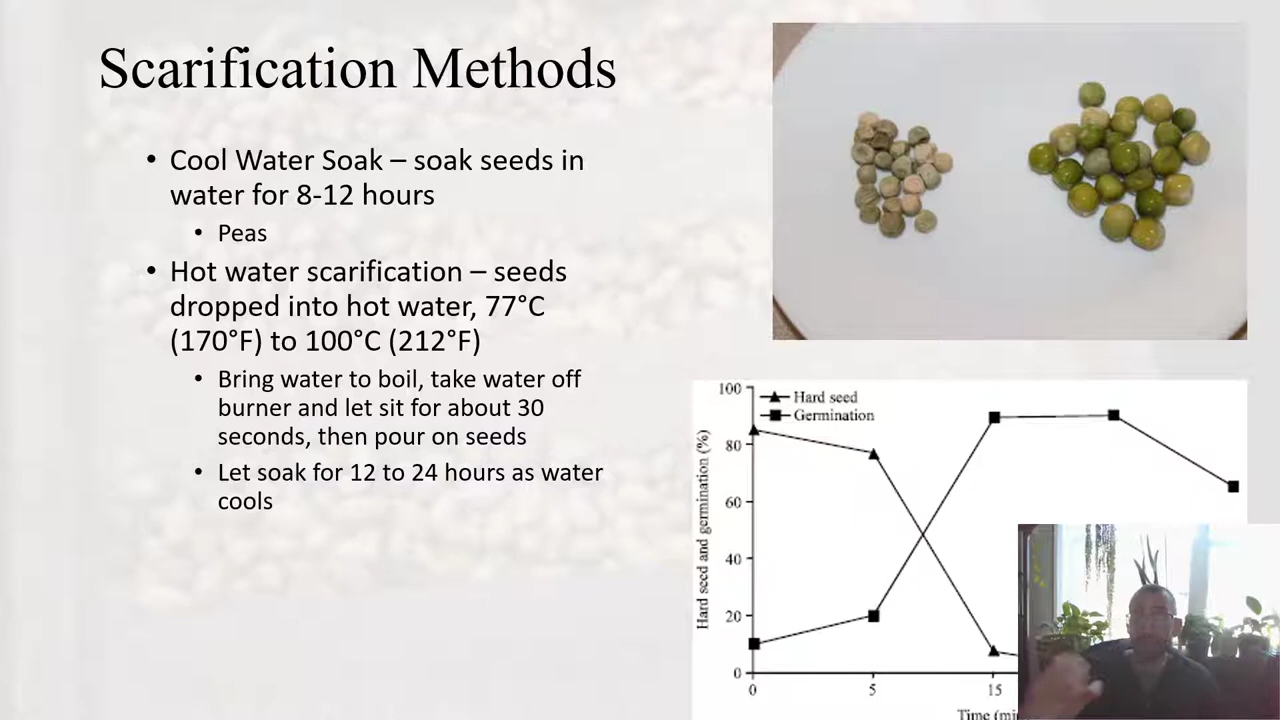 Scarification Methods
• Cool Water Soak – soak seeds in
water for 8-12 hours
• Peas
• Hot water scarification – seeds
dropped into hot water, 77°C
(170°F) to 100°C (212°F)
• Bring water to boil, take water off
burner and let sit for about 30
seconds, then pour on seeds
• Let soak for 12 to 24 hours as water
cools
Hard seed
Germination
Hard seed and germination (%)
100
80
60
40
20
0
0 5 15
Time